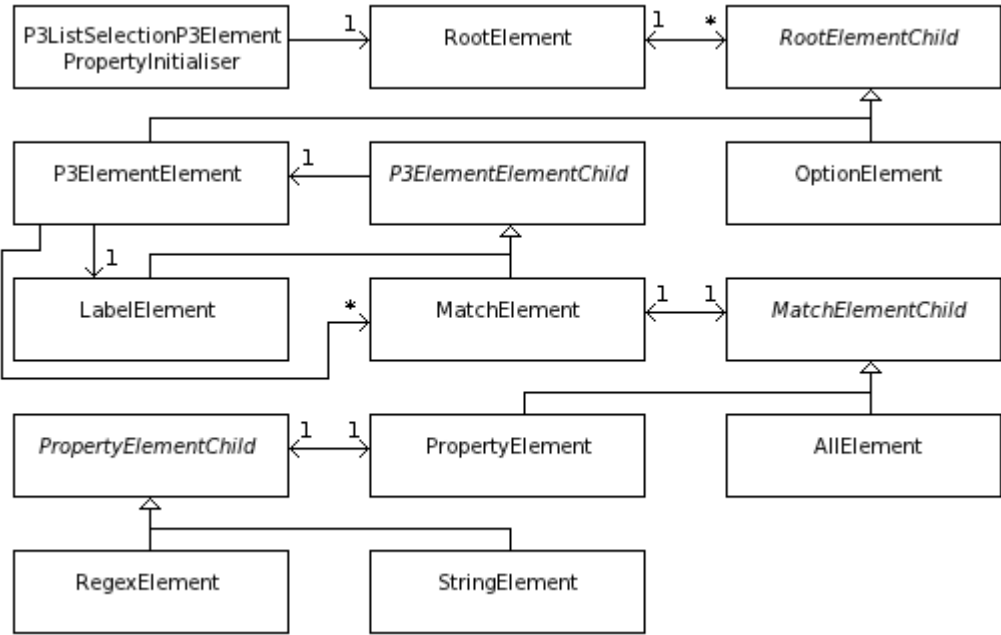 P3ListSelectionP3Element
PropertyInitialiser
1
RootElement
1
*
RootElementChild
P3ElementElement
1
P3ElementElementChild
OptionElement
1
LabelElement
*
MatchElement
1
1
MatchElementChild
PropertyElementChild
1
1
PropertyElement
AllElement
RegexElement
StringElement